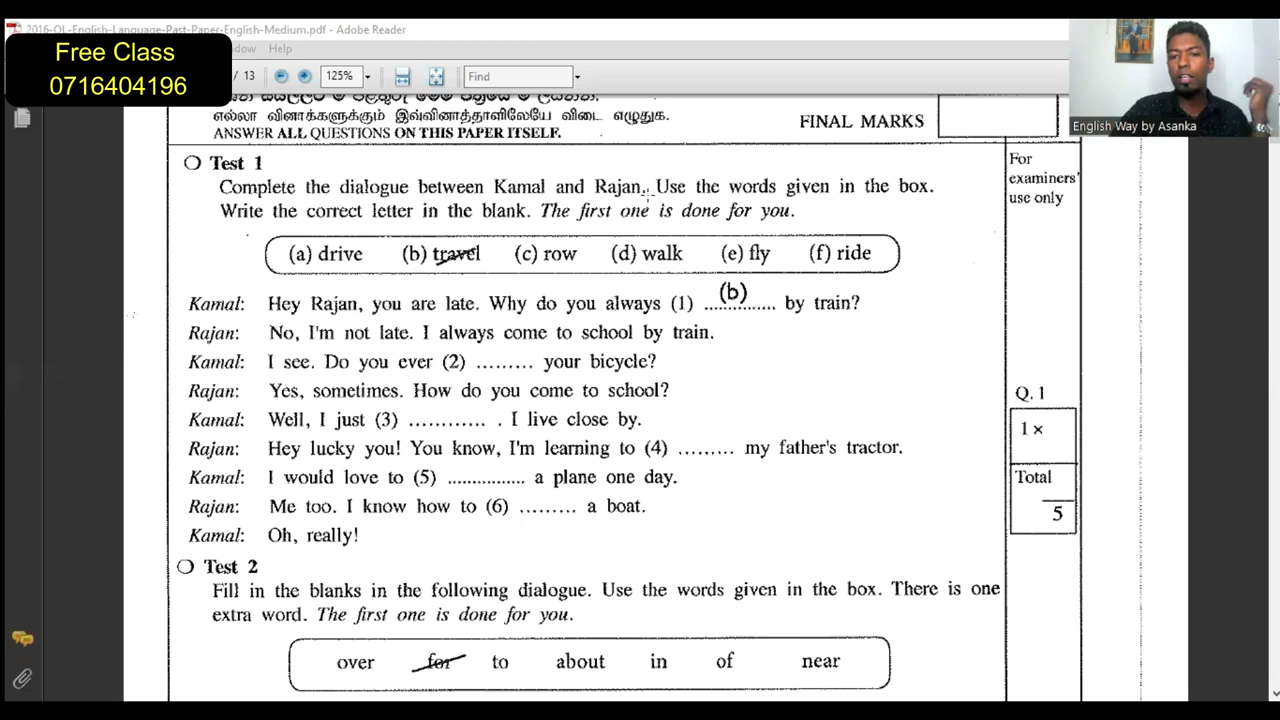 2016-OL-English-Language-Past-Paper-English-Medium.pdf - Adobe Reader
Free Class
0716404196
Help
/ 13
125%
Find
எல்லா வினாக்களுக்கும் இவ்வினாத்தாளிலேயே விடை எழுதுக.
ANSWER ALL QUESTIONS ON THIS PAPER ITSELF.
FINAL MARKS
English Way by Asanka
Test 1
For
examiners'
use only
Complete the dialogue between Kamal and Rajan. Use the words given in the box.
Write the correct letter in the blank. The first one is done for you.
(a) drive (b) travel (c) row (d) walk (e) fly (f) ride
Kamal: Hey Rajan, you are late. Why do you always (1) ....(b)........ by train?
Rajan: No, I'm not late. I always come to school by train.
Kamal: I see. Do you ever (2) ......... your bicycle?
Rajan: Yes, sometimes. How do you come to school?
Kamal: Well, I just (3) ............ . I live close by.
Rajan: Hey lucky you! You know, I'm learning to (4) ......... my father's tractor.
Kamal: I would love to (5) ................ a plane one day.
Rajan: Me too. I know how to (6) ......... a boat.
Kamal: Oh, really!
Q. 1
1 ×
Total
5
Test 2
Fill in the blanks in the following dialogue. Use the words given in the box. There is one
extra word. The first one is done for you.
over for to about in of near